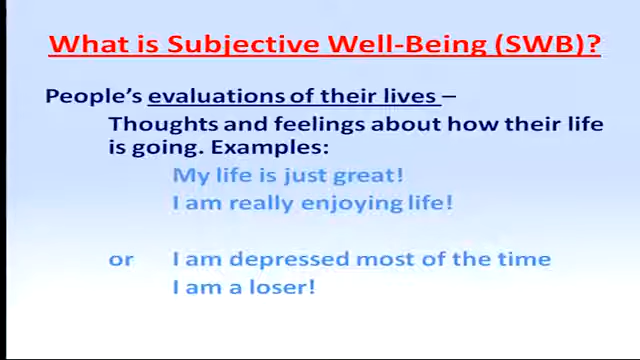 What is Subjective Well-Being (SWB)?
People's evaluations of their lives –
Thoughts and feelings about how their life
is going. Examples:
My life is just great!
I am really enjoying life!
or I am depressed most of the time
I am a loser!